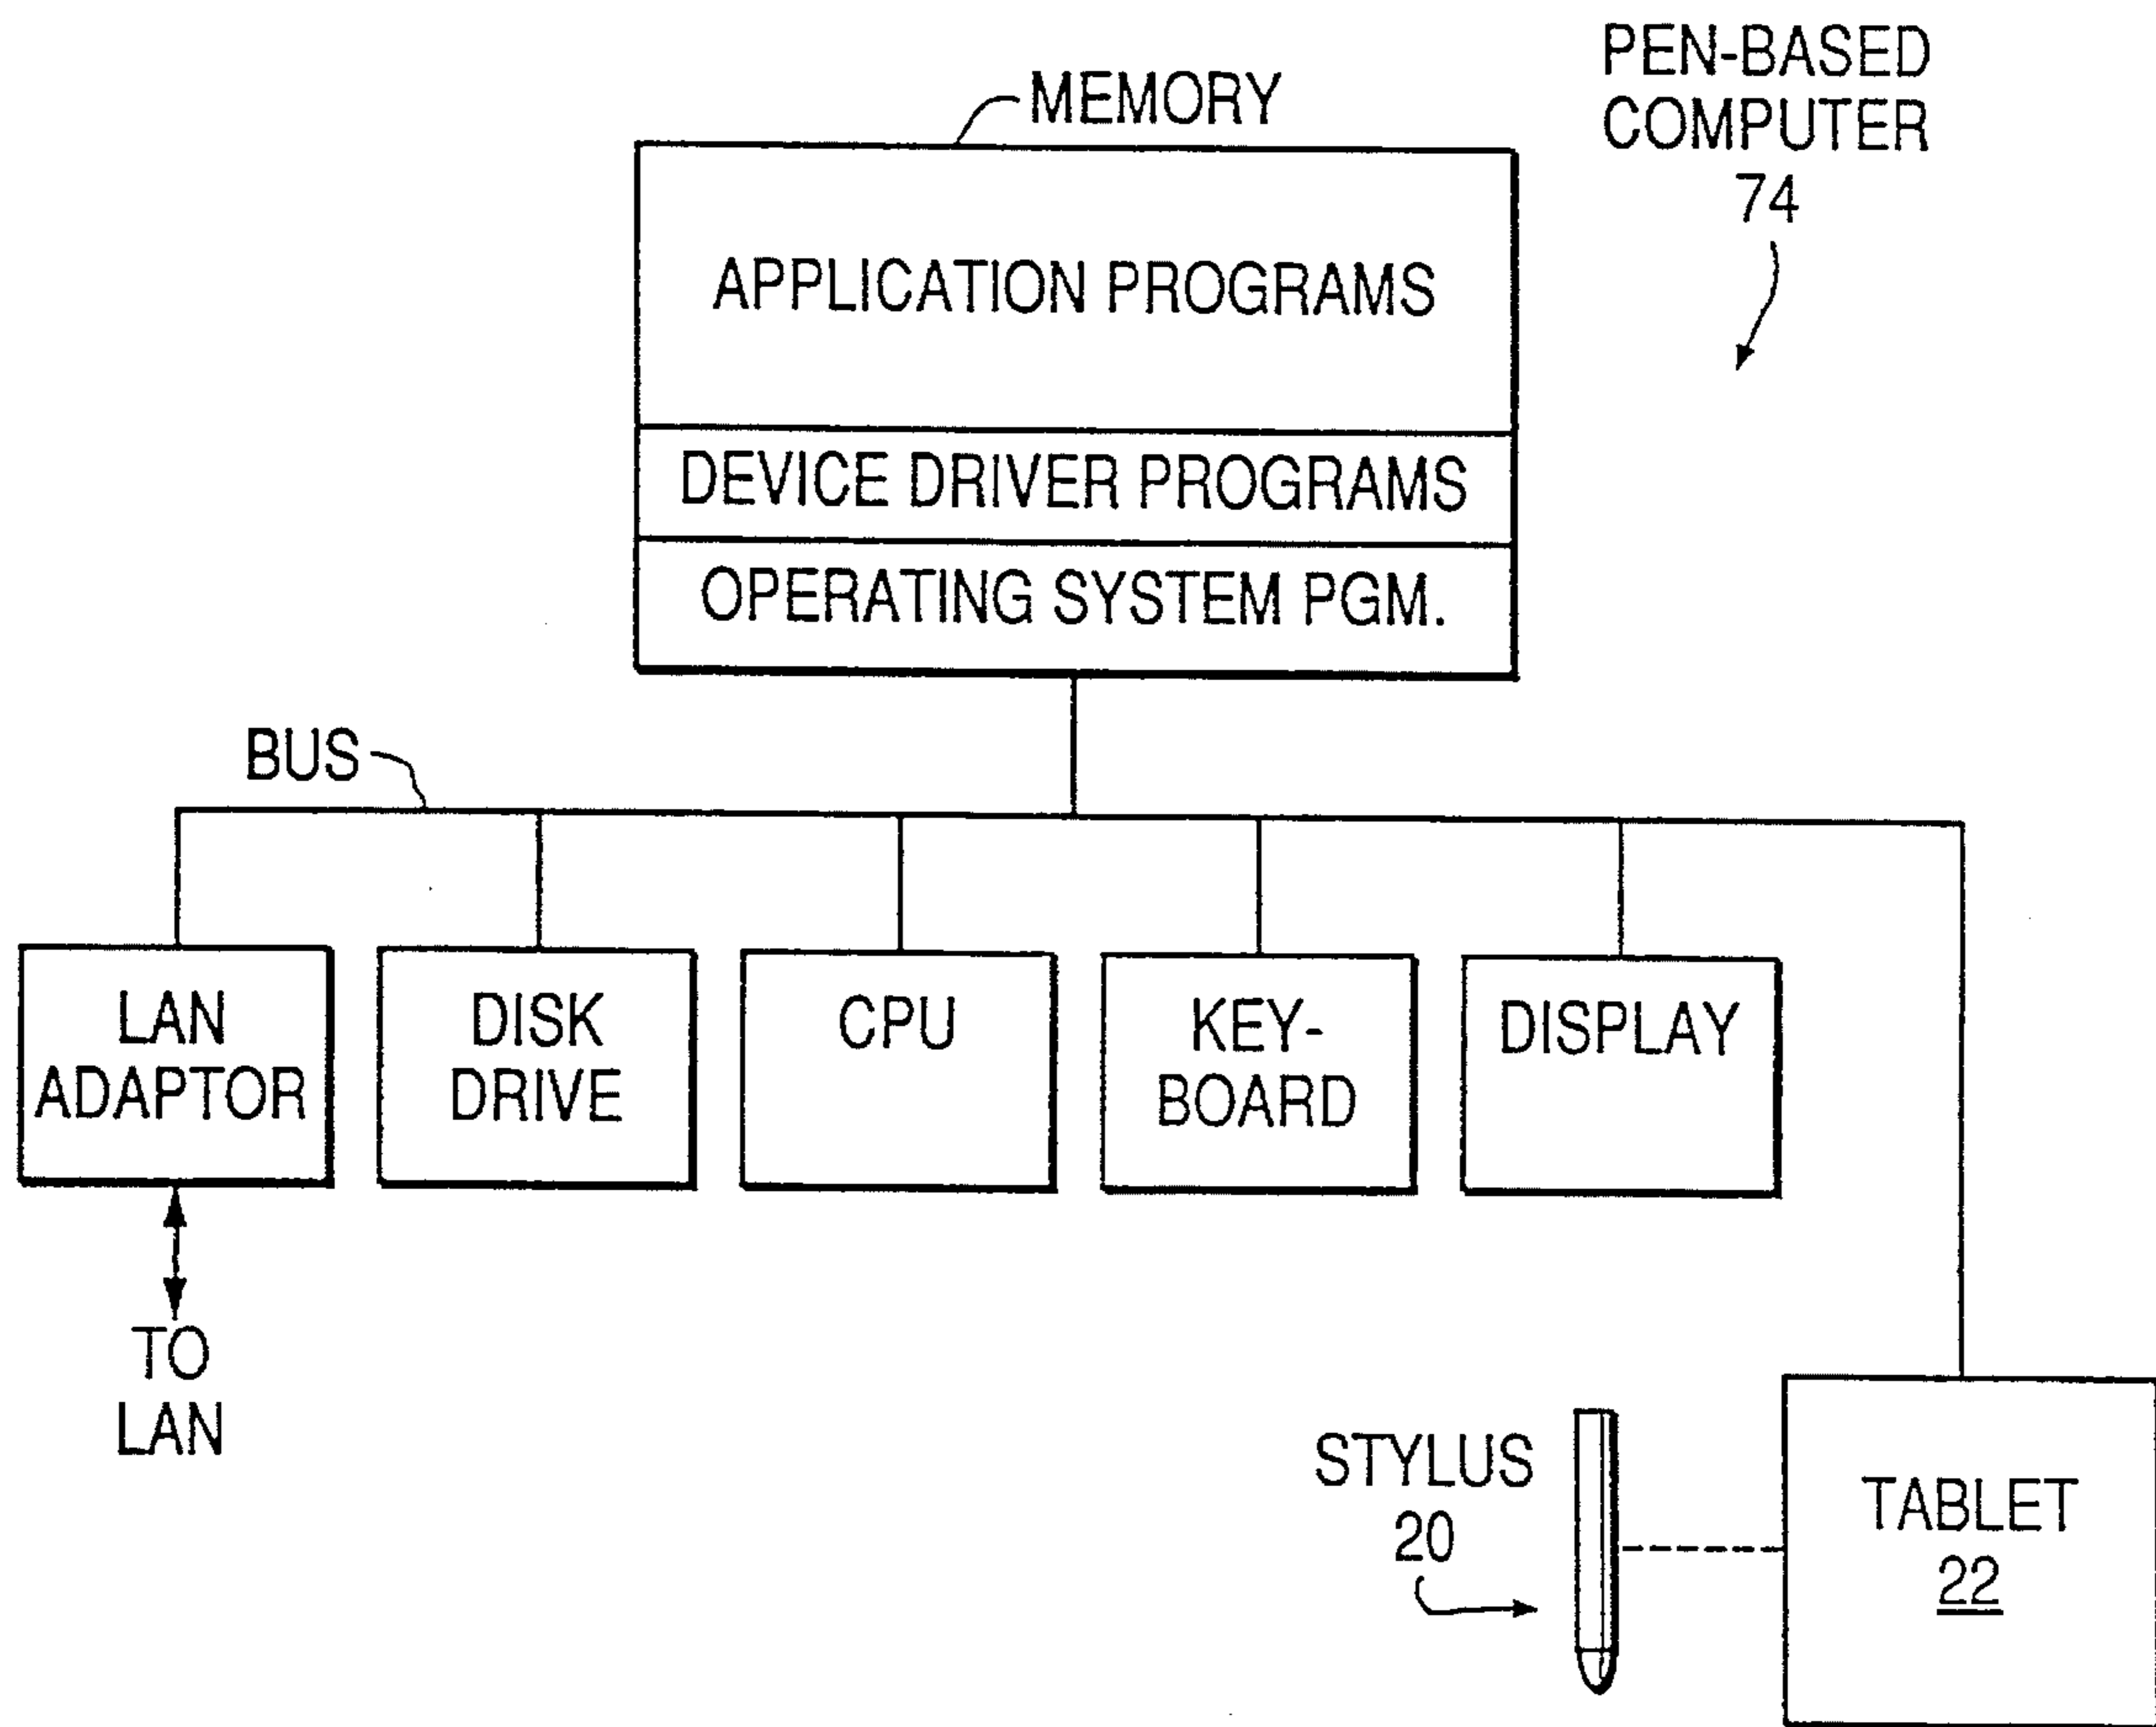 PEN-BASED
COMPUTER
74
MEMORY
APPLICATION PROGRAMS
DEVICE DRIVER PROGRAMS
OPERATING SYSTEM PGM.
BUS
LAN
ADAPTOR
DISK
DRIVE
CPU
KEY-
BOARD
DISPLAY
TO
LAN
STYLUS
20
TABLET
22